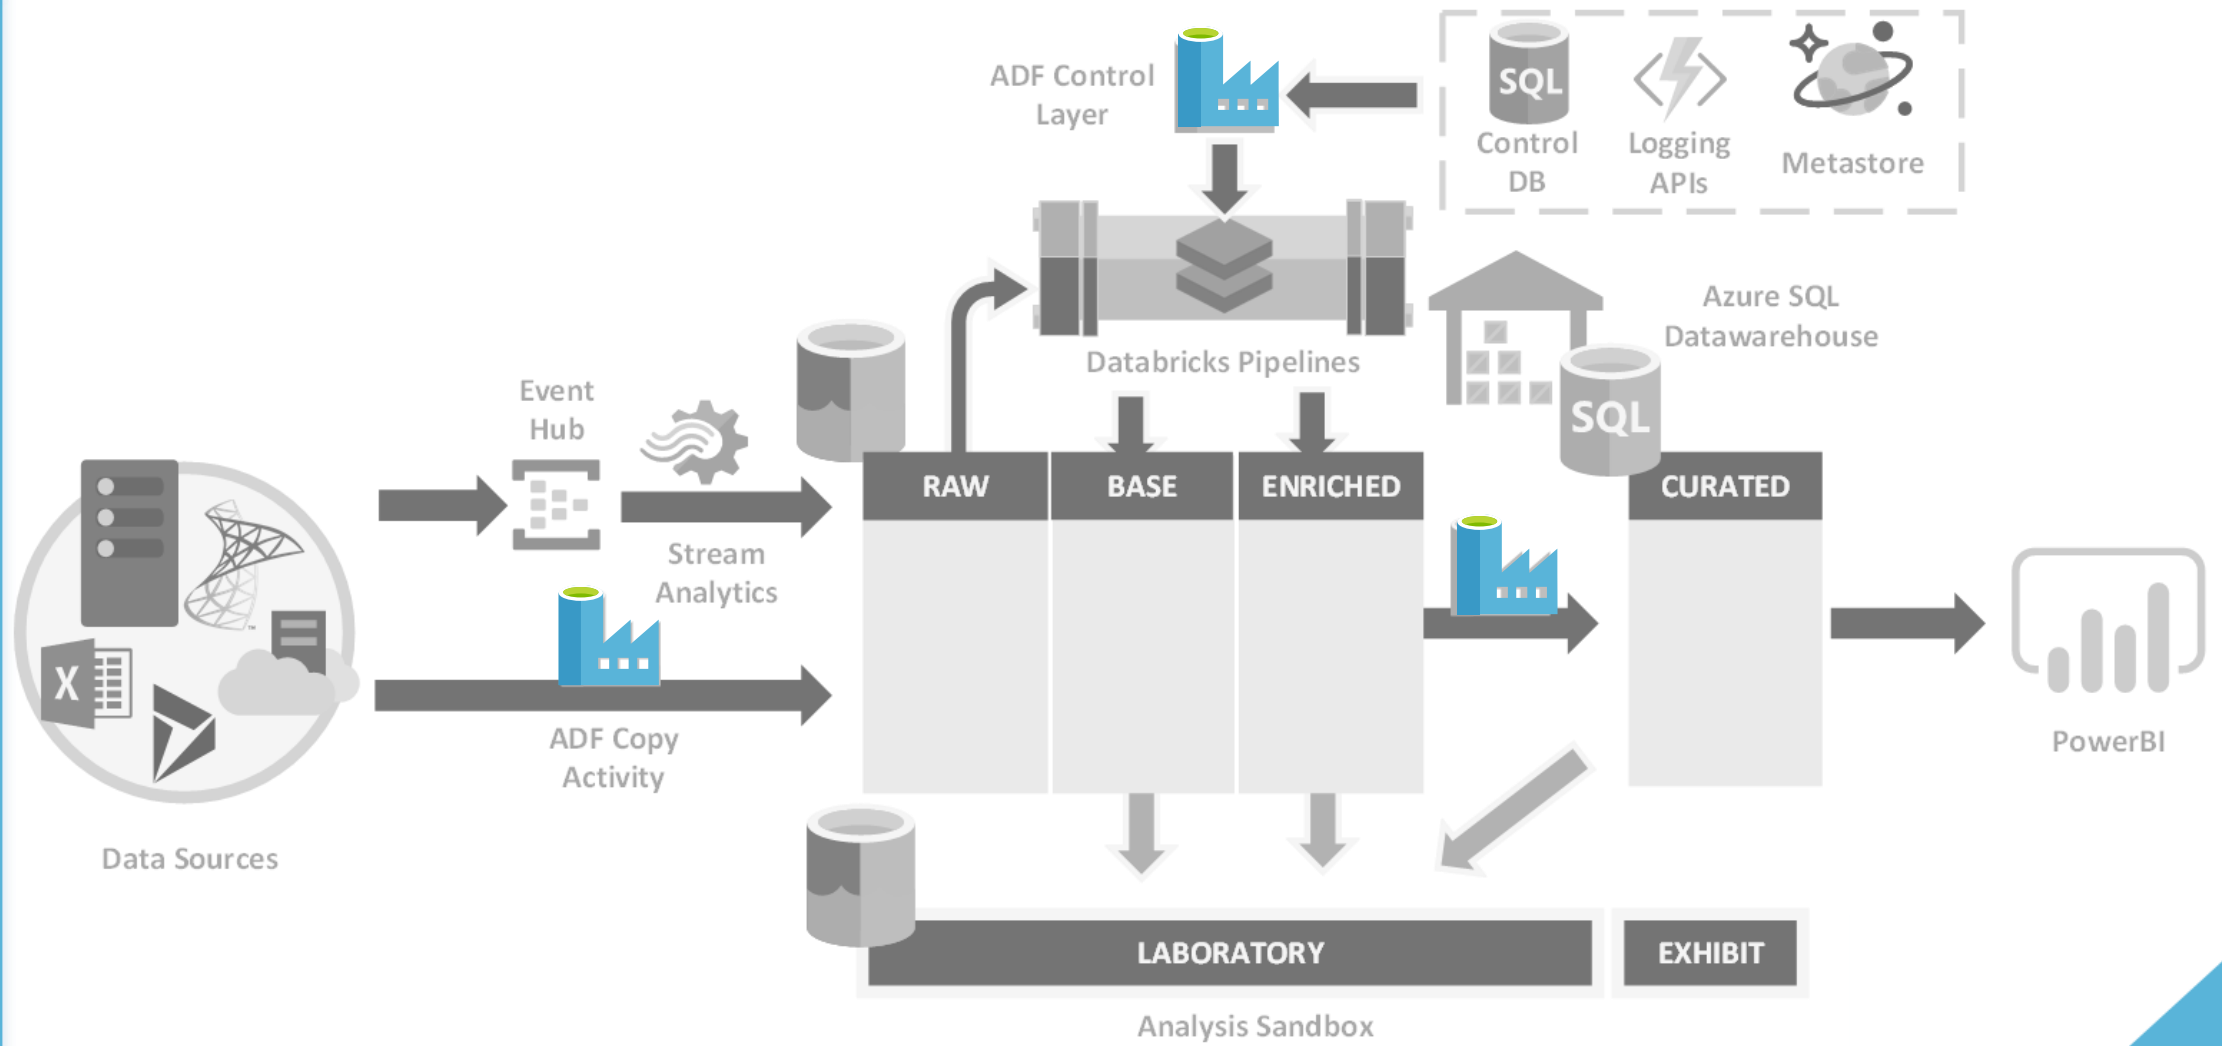 ADF Control
Layer
SQL
Control
DB
Logging
APIs
Metastore
Azure SQL
Datawarehouse
Databricks Pipelines
SQL
Event
Hub
Stream
Analytics
RAW
BASE
ENRICHED
CURATED
X
ADF Copy
Activity
Data Sources
PowerBI
LABORATORY
EXHIBIT
Analysis Sandbox